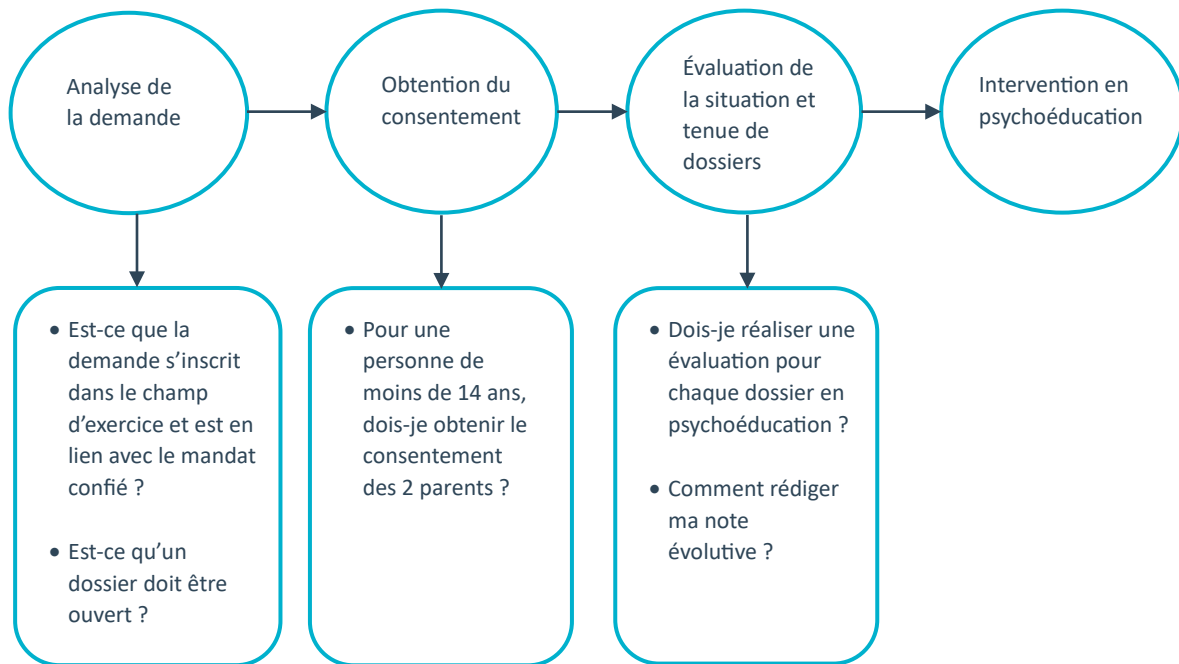 Analyse de
la demande
Obtention du
consentement
Évaluation de
la situation et
tenue de
dossiers
Intervention en
psychoéducation
• Est-ce que la
demande s’inscrit
dans le champ
d’exercice et est en
lien avec le mandat
confié ?
• Est-ce qu’un
dossier doit être
ouvert ?
• Pour une
personne de
moins de 14 ans,
dois-je obtenir le
consentement
des 2 parents ?
• Dois-je réaliser une
évaluation pour
chaque dossier en
psychoéducation ?
• Comment rédiger
ma note
évolutive ?